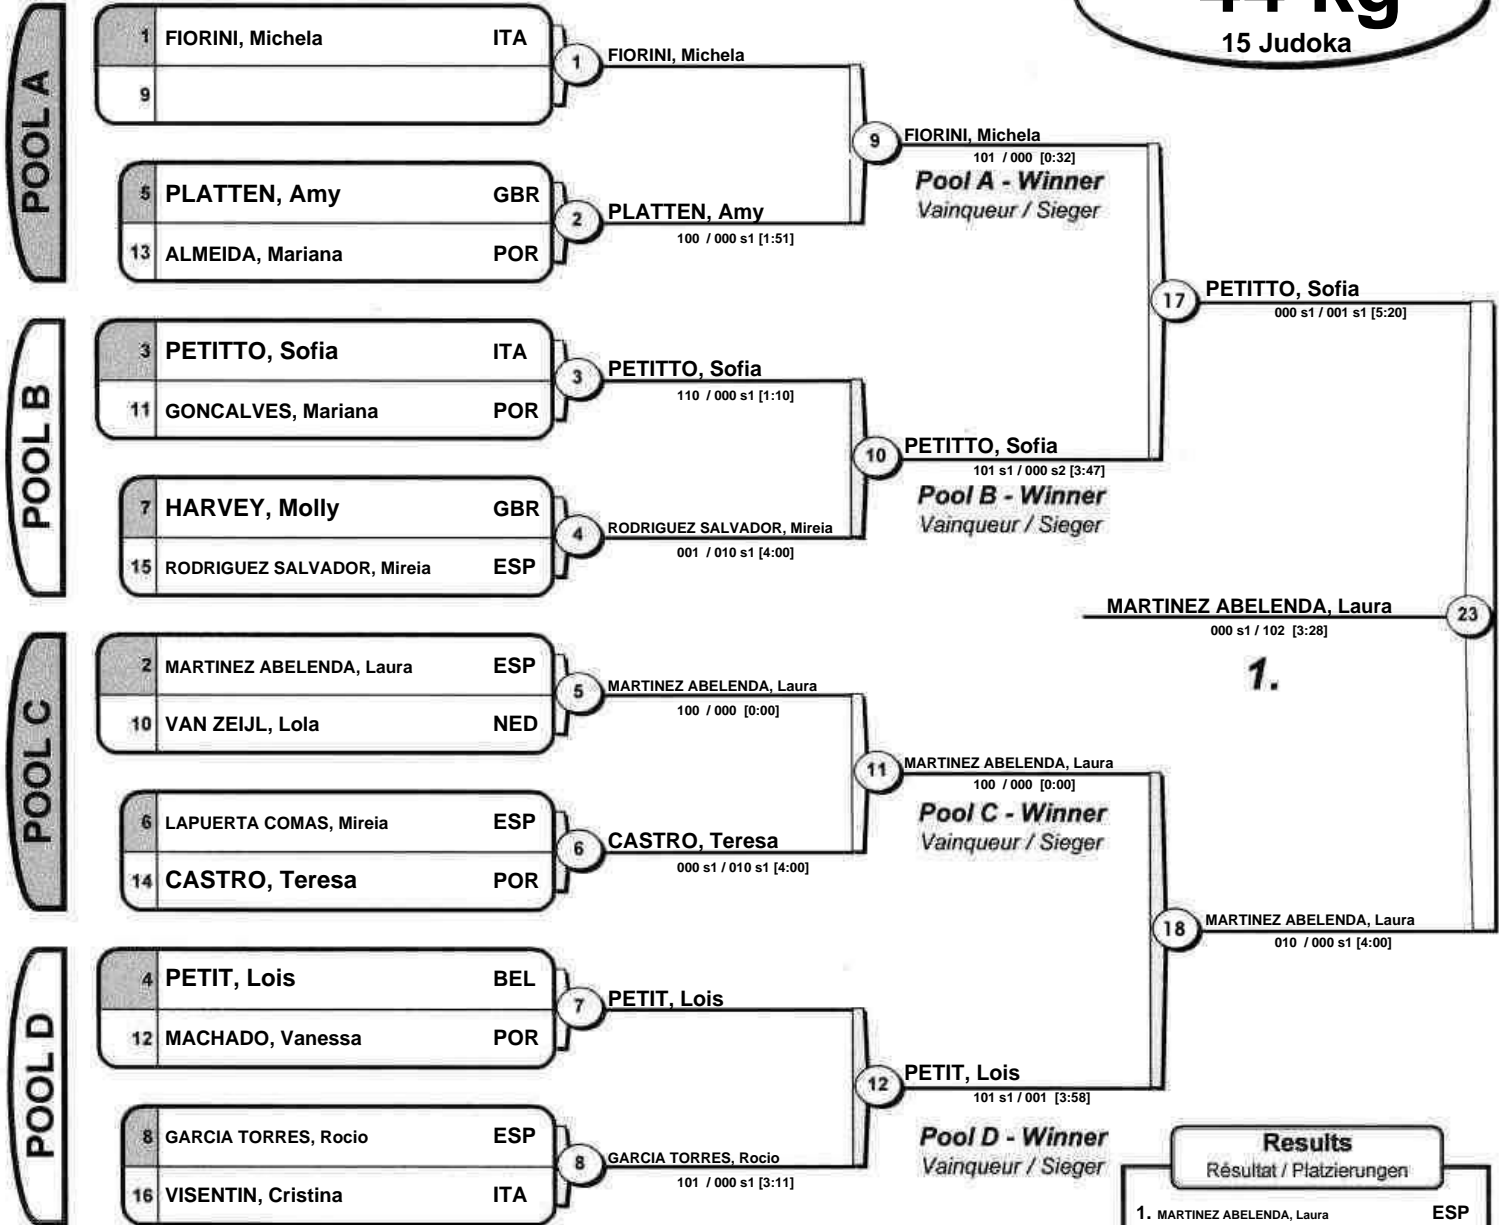 44 kg
15 Judoka
POOL A
1 FIORINI, Michela ITA
9
1
FIORINI, Michela
5 PLATTEN, Amy GBR
13 ALMEIDA, Mariana POR
2
PLATTEN, Amy
100 / 000 s1 [1:51]
9
FIORINI, Michela
101 / 000 [0:32]
Pool A - Winner
Vainqueur / Sieger
POOL B
3 PETITTO, Sofia ITA
11 GONCALVES, Mariana POR
3
PETITTO, Sofia
110 / 000 s1 [1:10]
7 HARVEY, Molly GBR
15 RODRIGUEZ SALVADOR, Mireia ESP
4
RODRIGUEZ SALVADOR, Mireia
001 / 010 s1 [4:00]
10
PETITTO, Sofia
101 s1 / 000 s2 [3:47]
Pool B - Winner
Vainqueur / Sieger
17
PETITTO, Sofia
000 s1 / 001 s1 [5:20]
MARTINEZ ABELENDA, Laura
23
000 s1 / 102 [3:28]
1.
POOL C
2 MARTINEZ ABELENDA, Laura ESP
10 VAN ZEIJL, Lola NED
5
MARTINEZ ABELENDA, Laura
100 / 000 [0:00]
6 LAPUERTA COMAS, Mireia ESP
14 CASTRO, Teresa POR
6
CASTRO, Teresa
000 s1 / 010 s1 [4:00]
11
MARTINEZ ABELENDA, Laura
100 / 000 [0:00]
Pool C - Winner
Vainqueur / Sieger
18
MARTINEZ ABELENDA, Laura
010 / 000 s1 [4:00]
POOL D
4 PETIT, Lois BEL
12 MACHADO, Vanessa POR
7
PETIT, Lois
8 GARCIA TORRES, Rocio ESP
16 VISENTIN, Cristina ITA
8
GARCIA TORRES, Rocio
101 / 000 s1 [3:11]
12
PETIT, Lois
101 s1 / 001 [3:58]
Pool D - Winner
Vainqueur / Sieger
Results
Résultat / Platzierungen
1. MARTINEZ ABELENDA, Laura ESP